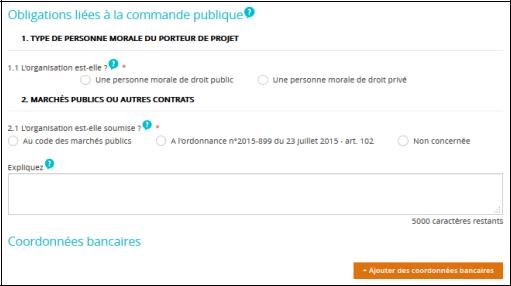 Obligations liées à la commande publique ?
1. TYPE DE PERSONNE MORALE DU PORTEUR DE PROJET
1.1 L'organisation est-elle ? ? *
Une personne morale de droit public Une personne morale de droit privé
2. MARCHÉS PUBLICS OU AUTRES CONTRATS
2.1 L'organisation est-elle soumise ? ? *
Au code des marchés publics A l'ordonnance n°2015-899 du 23 juillet 2015 - art. 102 Non concernée
Expliquez ?
5000 caractères restants
Coordonnées bancaires
+ Ajouter des coordonnées bancaires